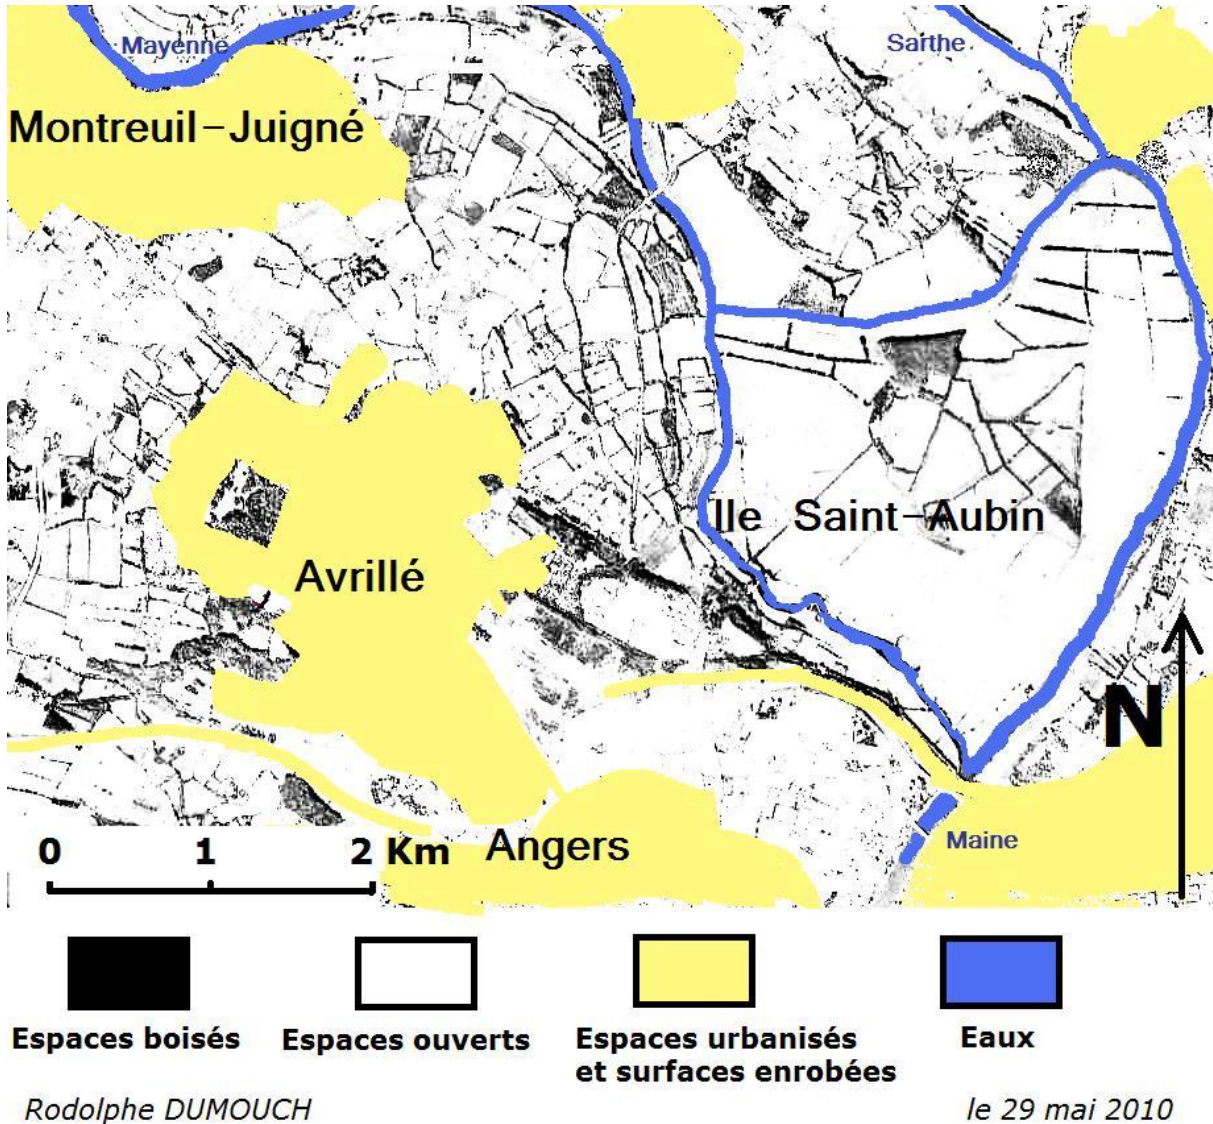 Mayenne
Sarthe
Montreuil-Juigné
Ile Saint-Aubin
Avrillé
N
0 1 2 Km
Angers
Maine
Espaces boisés
Espaces ouverts
Espaces urbanisés
et surfaces enrobées
Eaux
Rodolphe DUMOUCH
le 29 mai 2010